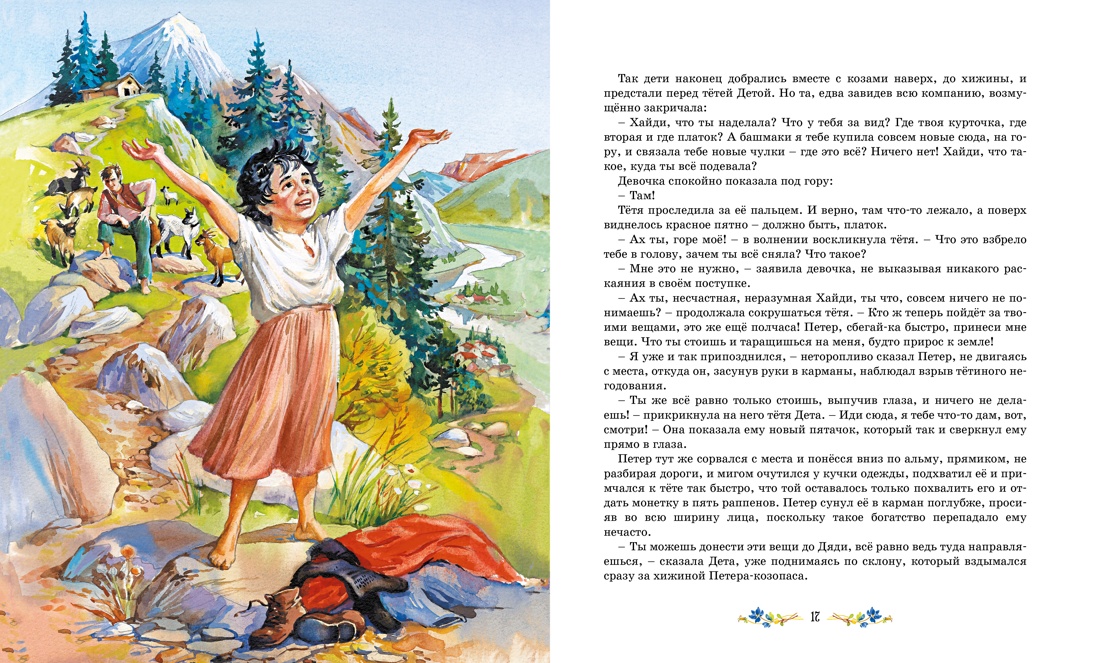 Так дети наконец добрались вместе с козами наверх, до хижины, и
предстали перед тётей Детой. Но та, едва завидев всю компанию, возму-
щённо закричала:
– Хайди, что ты наделала? Что у тебя за вид? Где твоя курточка, где
вторая и где платок? А башмаки я тебе купила совсем новые сюда, на го-
ру, и связала тебе новые чулки – где это всё? Ничего нет! Хайди, что та-
кое, куда ты всё подевала?
Девочка спокойно показала под гору:
– Там!
Тётя проследила за её пальцем. И верно, там что-то лежало, а поверх
виднелось красное пятно – должно быть, платок.
– Ах ты, горе моё! – в волнении воскликнула тётя. – Что это взбрело
тебе в голову, зачем ты всё сняла? Что такое?
– Мне это не нужно, – заявила девочка, не выказывая никакого рас-
каяния в своём поступке.
– Ах ты, несчастная, неразумная Хайди, ты что, совсем ничего не по-
нимаешь? – продолжала сокрушаться тётя. – Кто ж теперь пойдёт за тво-
ими вещами, это же ещё полчаса! Петер, сбегай-ка быстро, принеси мне
вещи. Что ты стоишь и таращишься на меня, будто прирос к земле!
– Я уже и так припозднился, – неторопливо сказал Петер, не двигаясь
с места, откуда он, засунув руки в карманы, наблюдал взрыв тётиного не-
годования.
– Ты же всё равно только стоишь, выпучив глаза, и ничего не дела-
ешь! – прикрикнула на него тётя Дета. – Иди сюда, я тебе что-то дам, вот,
смотри! – Она показала ему новый пятачок, который так и сверкнул ему
прямо в глаза.
Петер тут же сорвался с места и понёсся вниз по альму, прямиком, не
разбирая дороги, и мигом очутился у кучки одежды, подхватил её и при-
мчался к тёте так быстро, что той оставалось только похвалить его и от-
дать монетку в пять раппенов. Петер сунул её в карман поглубже, проси-
яв во всю ширину лица, поскольку такое богатство перепадало ему
нечасто.
– Ты можешь донести эти вещи до Дяди, всё равно ведь туда направля-
ешься, – сказала Дета, уже поднимаясь по склону, который вздымался
сразу за хижиной Петера-козопаса.
17